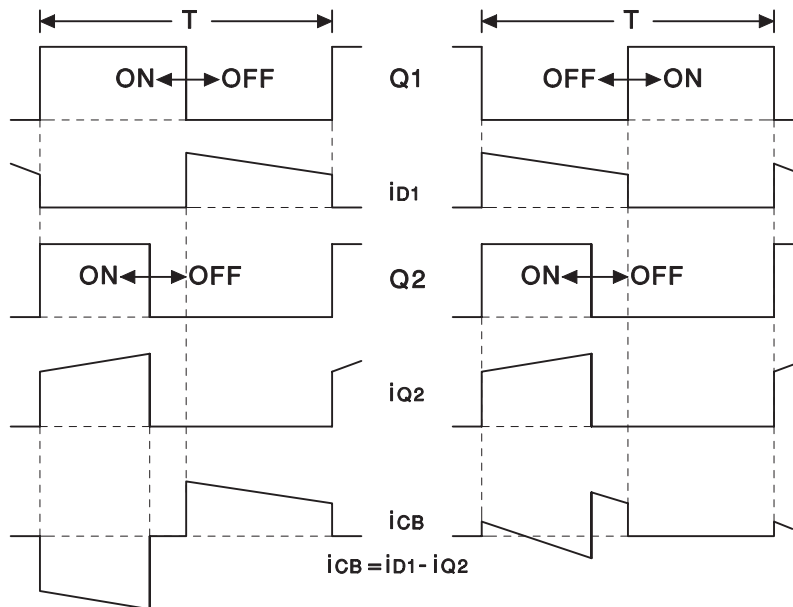 T T
ON OFF Q1 OFF ON
iD1
ON OFF Q2 ON OFF
iQ2
iCB
iCB = iD1 - iQ2